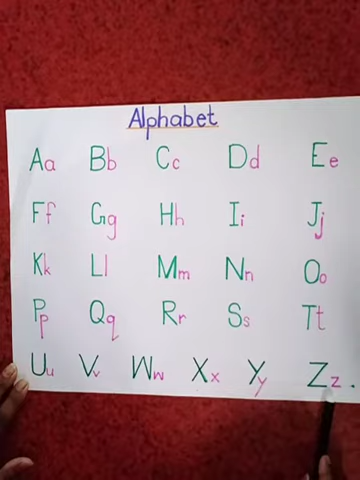 Alphabet
Aa Bb Cc Dd Ee
Ff Gg Hh Ii Jj
Kk Ll Mm Nn Oo
Pp Qq Rr Ss Tt
Uu Vv Ww Xx Yy Zz.